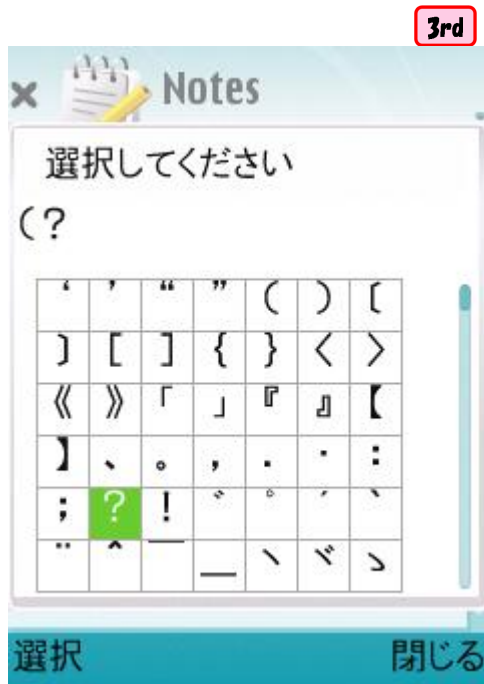 3rd
× Notes
選択してください
(?
‘ ’ “ ” ( ) 〔
〕 [ ] { } 〈 〉
《 》 「 」 『 』 【
】 、 。 , . ・ :
; ? ! ゛ ゜ ´ ｀
¨ ^ ‾ _ ヽ ヾ ゝ
選択 閉じる